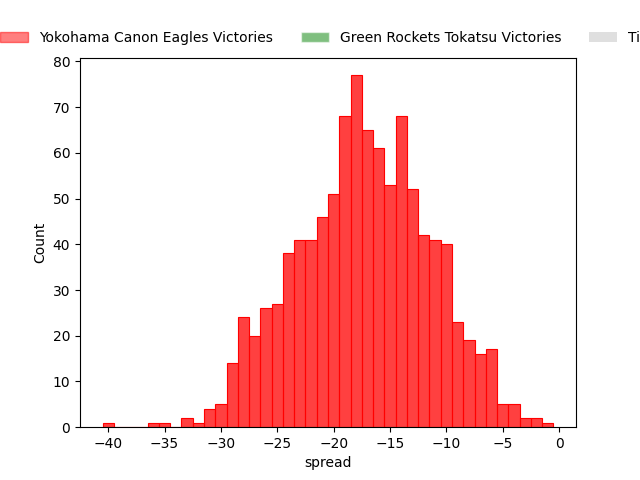 Yokohama Canon Eagles Victories Green Rockets Tokatsu Victories Ti
80
70
60
50
40
30
20
10
0
Count
−40 −35 −30 −25 −20 −15 −10 −5 0
spread